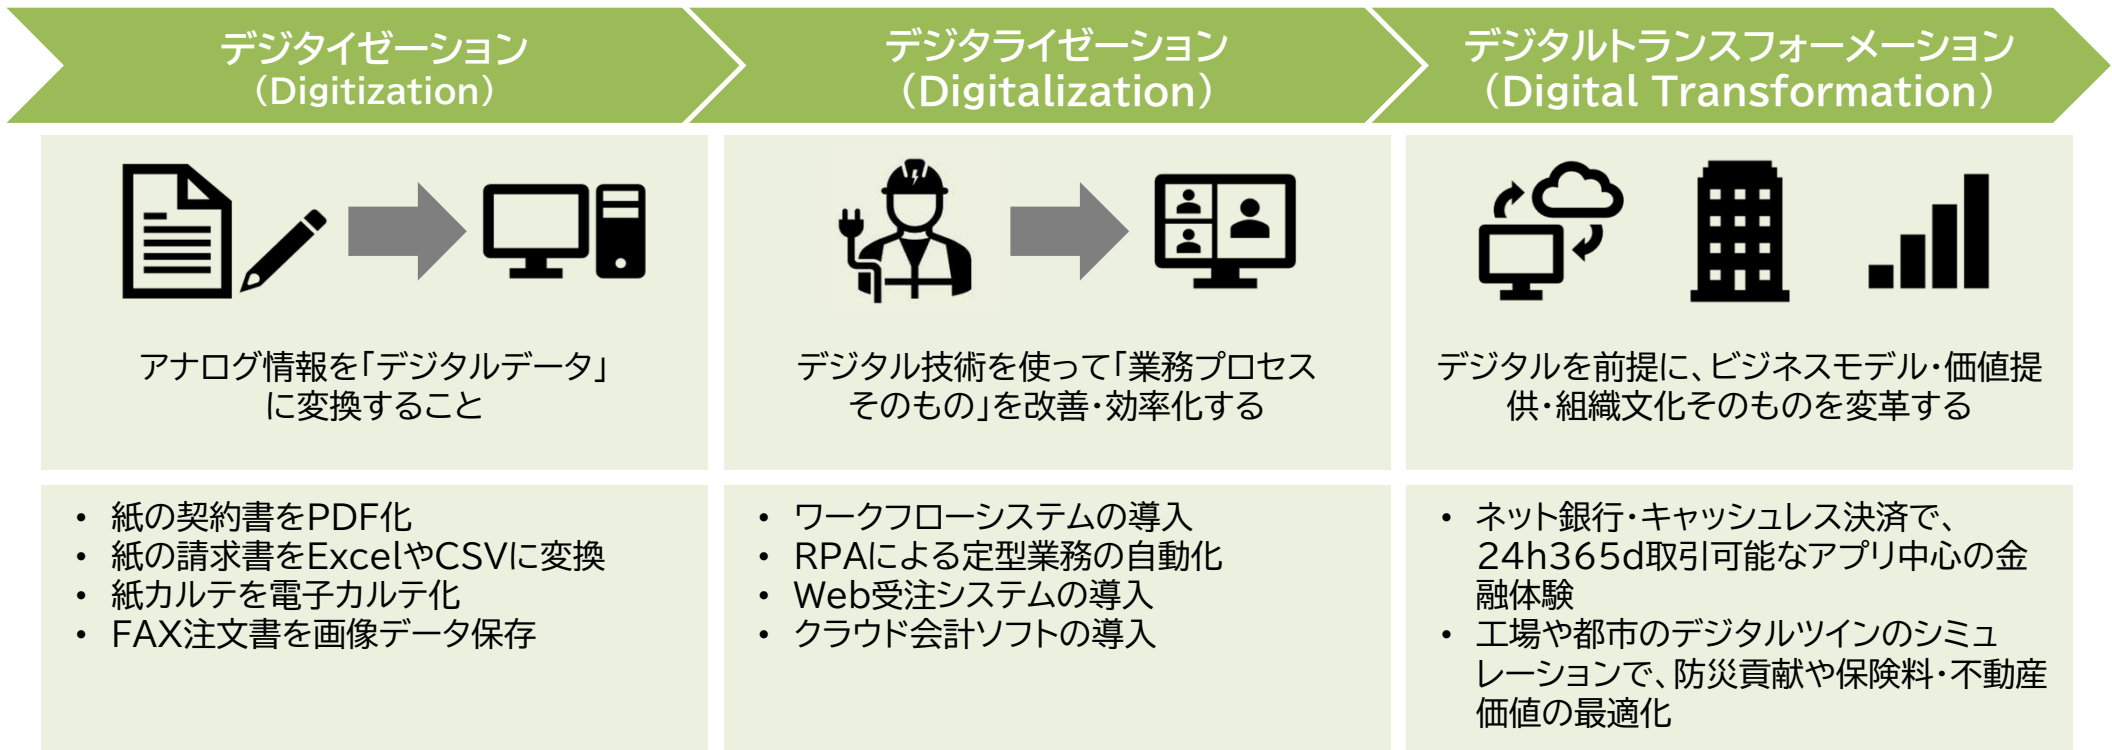 デジタイゼーション
（Digitization）
デジタライゼーション
（Digitalization）
デジタルトランスフォーメーション
（Digital Transformation）
アナログ情報を「デジタルデータ」
に変換すること
デジタル技術を使って「業務プロセス
そのもの」を改善・効率化する
デジタルを前提に、ビジネスモデル・価値提
供・組織文化そのものを変革する
• 紙の契約書をPDF化
• 紙の請求書をExcelやCSVに変換
• 紙カルテを電子カルテ化
• FAX注文書を画像データ保存
• ワークフローシステムの導入
• RPAによる定型業務の自動化
• Web受注システムの導入
• クラウド会計ソフトの導入
• ネット銀行・キャッシュレス決済で、
24h365d取引可能なアプリ中心の金
融体験
• 工場や都市のデジタルツインのシミュ
レーションで、防災貢献や保険料・不動産
価値の最適化